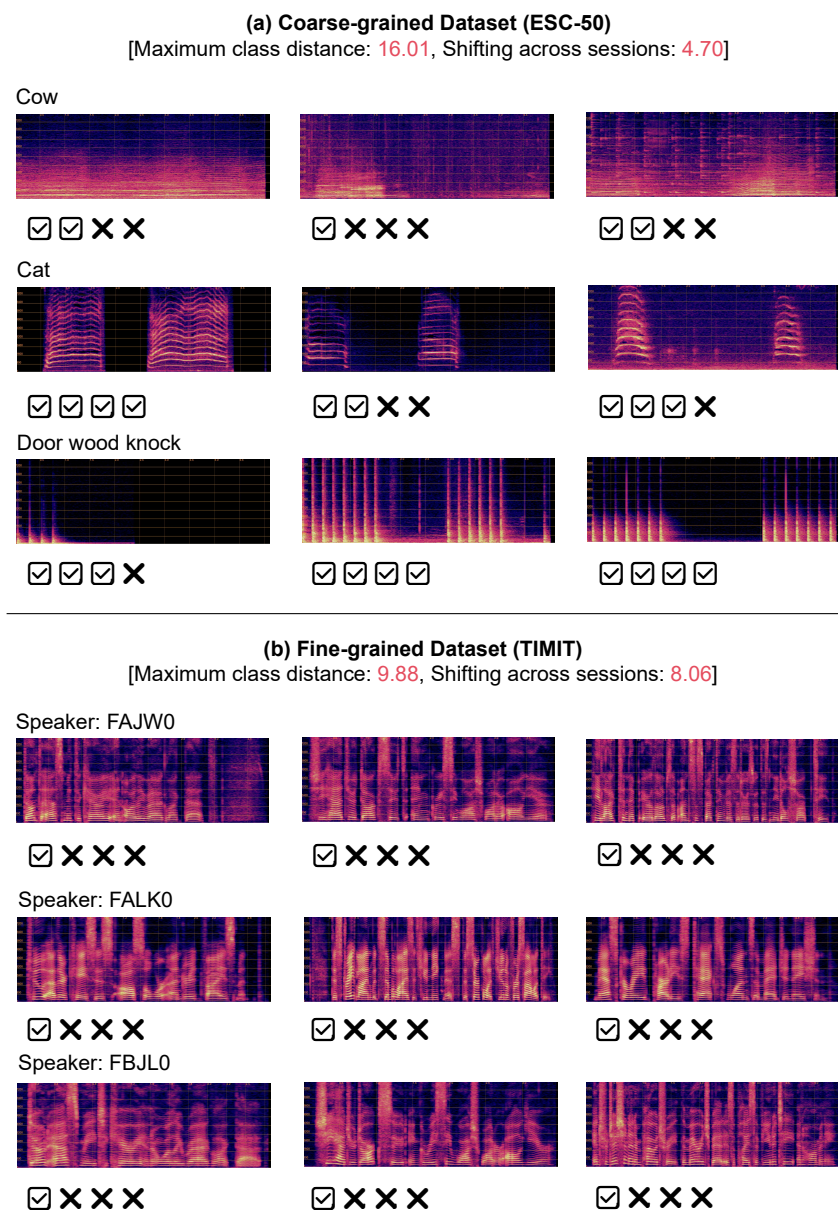 (a) Coarse-grained Dataset (ESC-50)
[Maximum class distance: 16.01, Shifting across sessions: 4.70]
Cow
Cat
Door wood knock
(b) Fine-grained Dataset (TIMIT)
[Maximum class distance: 9.88, Shifting across sessions: 8.06]
Speaker: FAJW0
Speaker: FALK0
Speaker: FBJL0